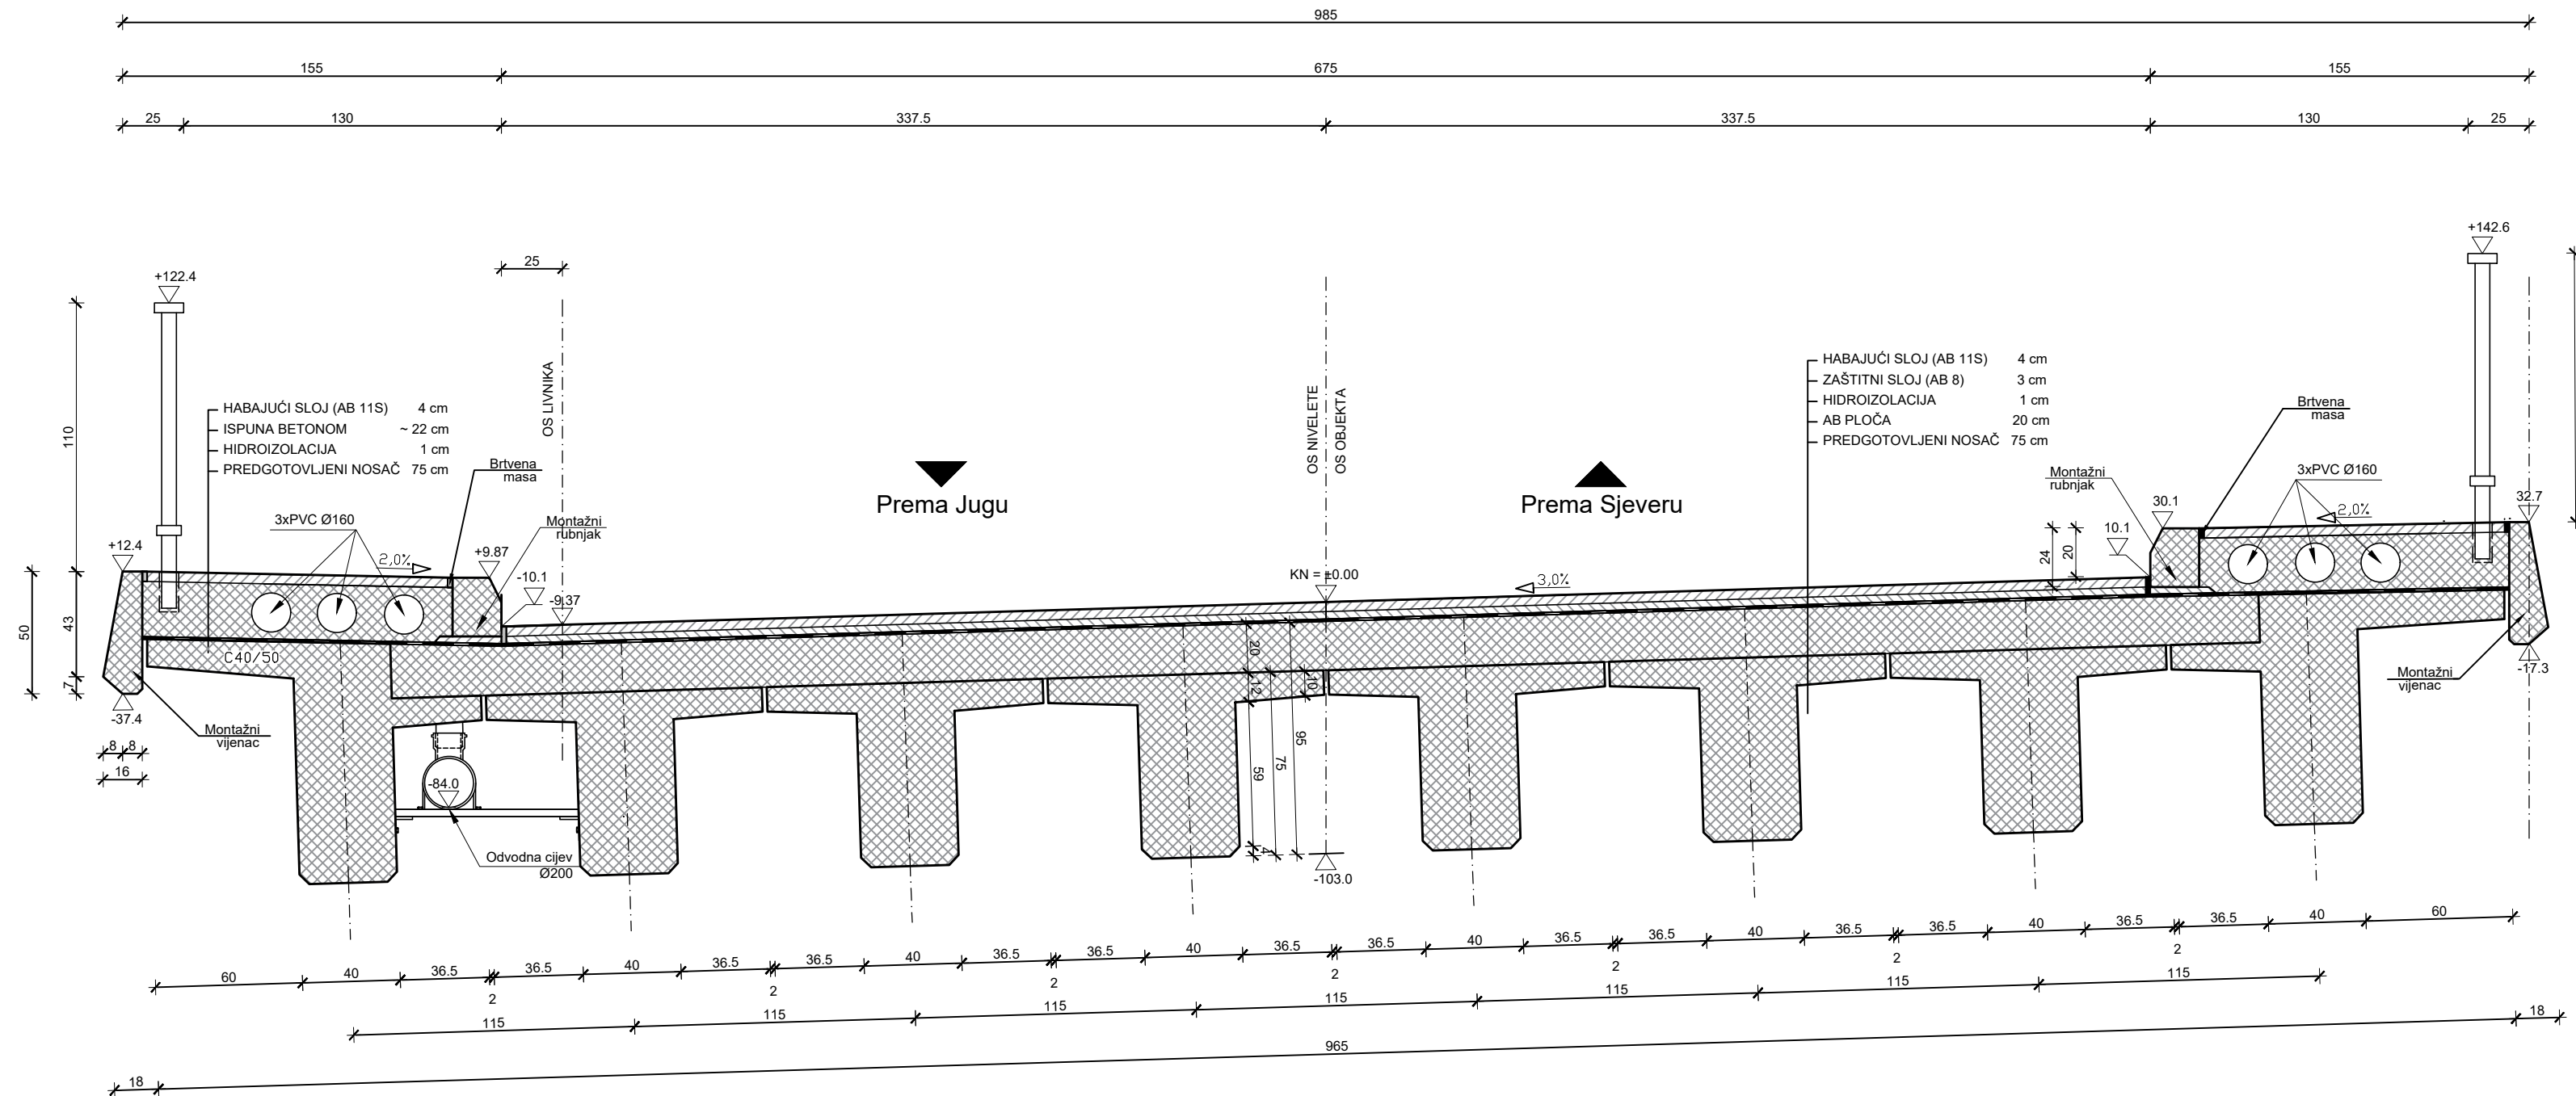 985
155 675 155
25 130 337.5 337.5 130 25
+142.6
+122.4
25
110
OS LIVNIKA
OS NIVELETE
OS OBJEKTA
HABAJUĆI SLOJ (AB 11S) 4 cm
ZAŠTITNI SLOJ (AB 8) 3 cm
HIDROIZOLACIJA 1 cm
AB PLOČA 20 cm
PREDGOTOVLJENI NOSAČ 75 cm
HABAJUĆI SLOJ (AB 11S) 4 cm
ISPUNA BETONOM ~ 22 cm
HIDROIZOLACIJA 1 cm
PREDGOTOVLJENI NOSAČ 75 cm
Brtvena
masa
Brtvena
masa
Prema Jugu
Prema Sjeveru
Montažni
rubnjak
3xPVC Ø160
3xPVC Ø160
Montažni
rubnjak
30.1
32.7
2,0%
10.1
24
20
+12.4
2,0%
+9.87
-10.1
-9.37
KN = ±0.00
3,0%
50
43
7
C40/50
20
12
10
59
4
75
95
-37.4
Montažni
vijenac
Montažni
vijenac
-17.3
8 8
16
-84.0
Odvodna cijev
Ø200
-103.0
60 40 36.5 36.5 40 36.5 36.5 40 36.5 36.5 40 36.5 36.5 40 36.5 36.5 40 36.5 36.5 40 36.5 36.5 40 60
2 2 2 2 2 2 2
115 115 115 115 115 115 115
18 965 18